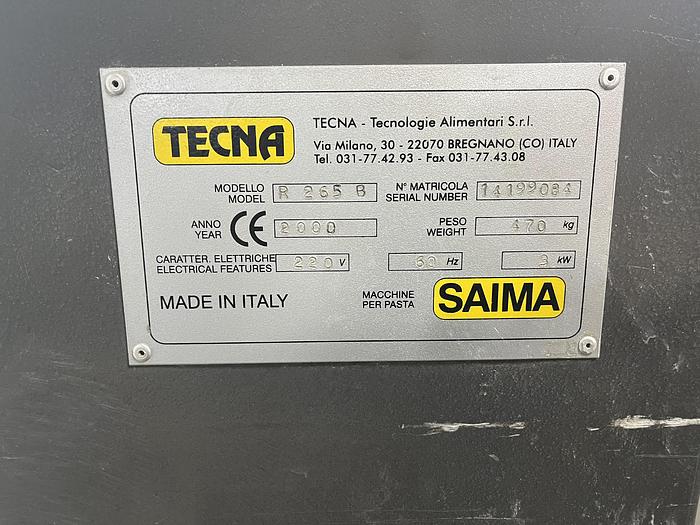 TECNA
TECNA - Tecnologie Alimentari S.r.l.
Via Milano, 30 - 22070 BREGNANO (CO) ITALY
Tel. 031-77.42.93 - Fax 031-77.43.08
MODELLO
MODEL
R 265 B
N° MATRICOLA
SERIAL NUMBER
14199084
ANNO
YEAR
CE
2000
PESO
WEIGHT
470 kg
CARATTER. ELETTRICHE
ELECTRICAL FEATURES
220 V
60 Hz
3 kW
MADE IN ITALY
MACCHINE
PER PASTA
SAIMA